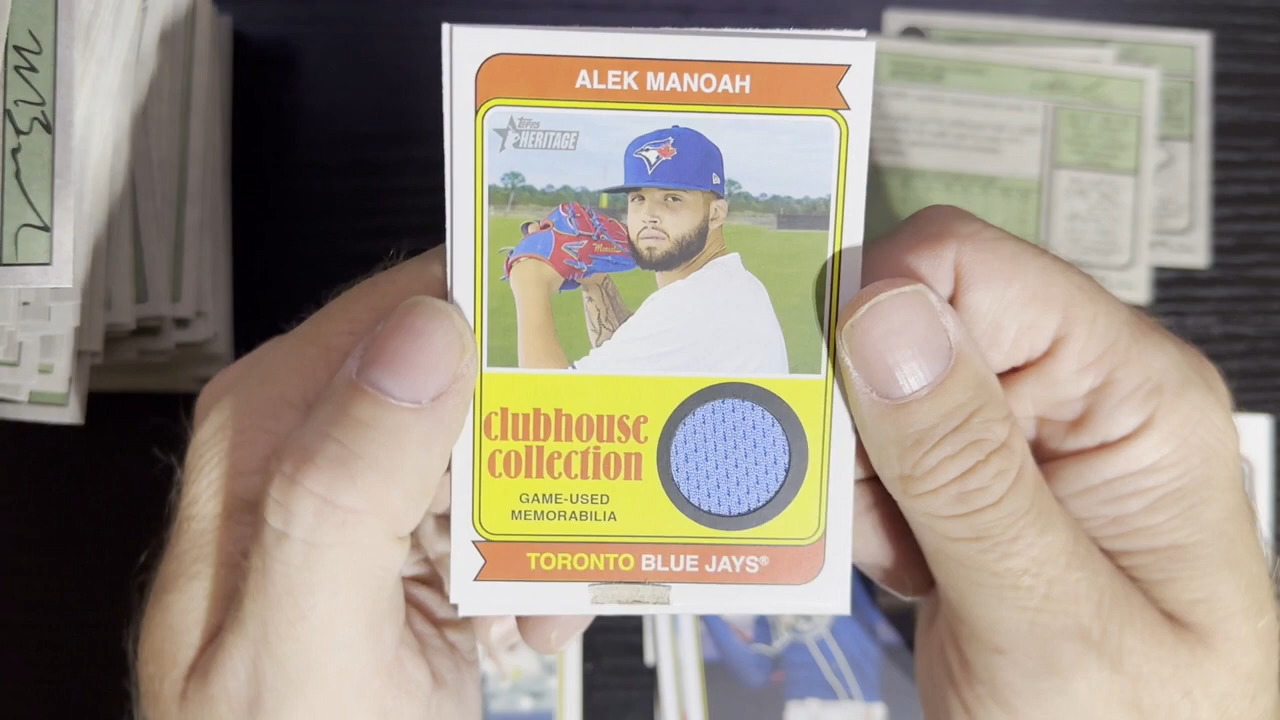 ALEK MANOAH
Topps
HERITAGE
clubhouse
collection
GAME-USED
MEMORABILIA
TORONTO BLUE JAYS®